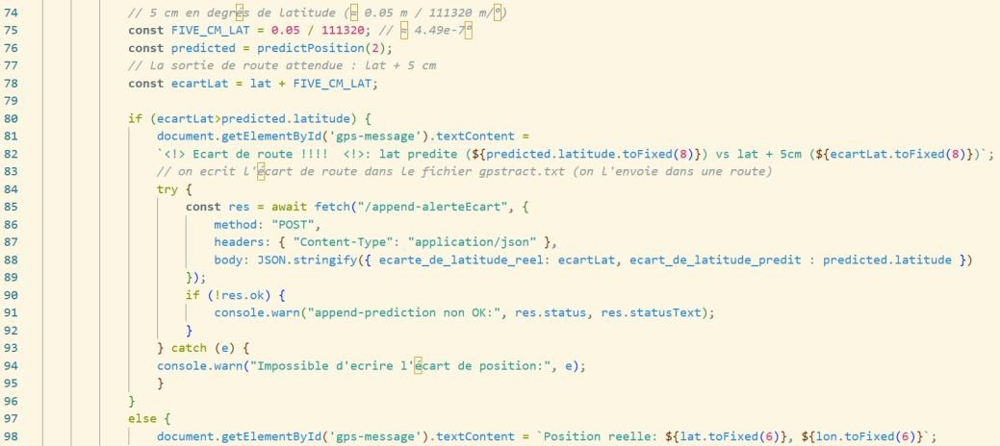 74 // 5 cm en degrés de latitude (≈ 0.05 m / 111320 m/°)
75 const FIVE_CM_LAT = 0.05 / 111320; // ≈ 4.49e-7°
76 const predicted = predictPosition(2);
77 // La sortie de route attendue : lat + 5 cm
78 const ecartLat = lat + FIVE_CM_LAT;
79
80 if (ecartLat>predicted.latitude) {
81 document.getElementById('gps-message').textContent =
82 `<!> Ecart de route !!!!  <!>: lat predite (${predicted.latitude.toFixed(8)}) vs lat + 5cm (${ecartLat.toFixed(8)})`;
83 // on ecrit l'écart de route dans le fichier gpstract.txt (on l'envoie dans une route)
84 try {
85 const res = await fetch("/append-alerteEcart", {
86 method: "POST",
87 headers: { "Content-Type": "application/json" },
88 body: JSON.stringify({ ecarte_de_latitude_reel: ecartLat, ecart_de_latitude_predit : predicted.latitude })
89 });
90 if (!res.ok) {
91 console.warn("append-prediction non OK:", res.status, res.statusText);
92 }
93 } catch (e) {
94 console.warn("Impossible d'ecrire l'écart de position:", e);
95 }
96 }
97 else {
98 document.getElementById('gps-message').textContent = `Position reelle: ${lat.toFixed(6)}, ${lon.toFixed(6)}`;